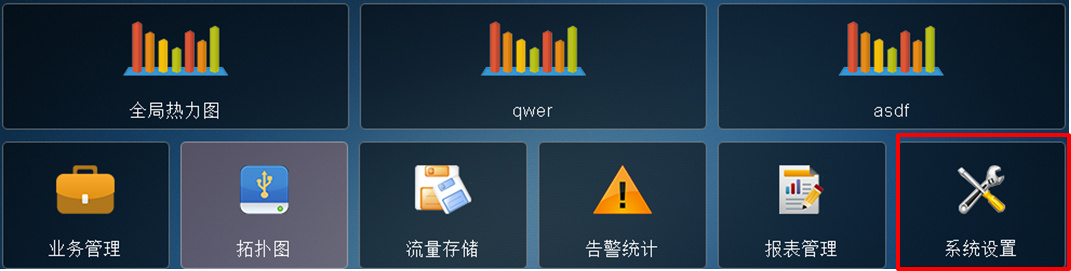 全局热力图
qwer
asdf
业务管理
拓扑图
流量存储
告警统计
报表管理
系统设置